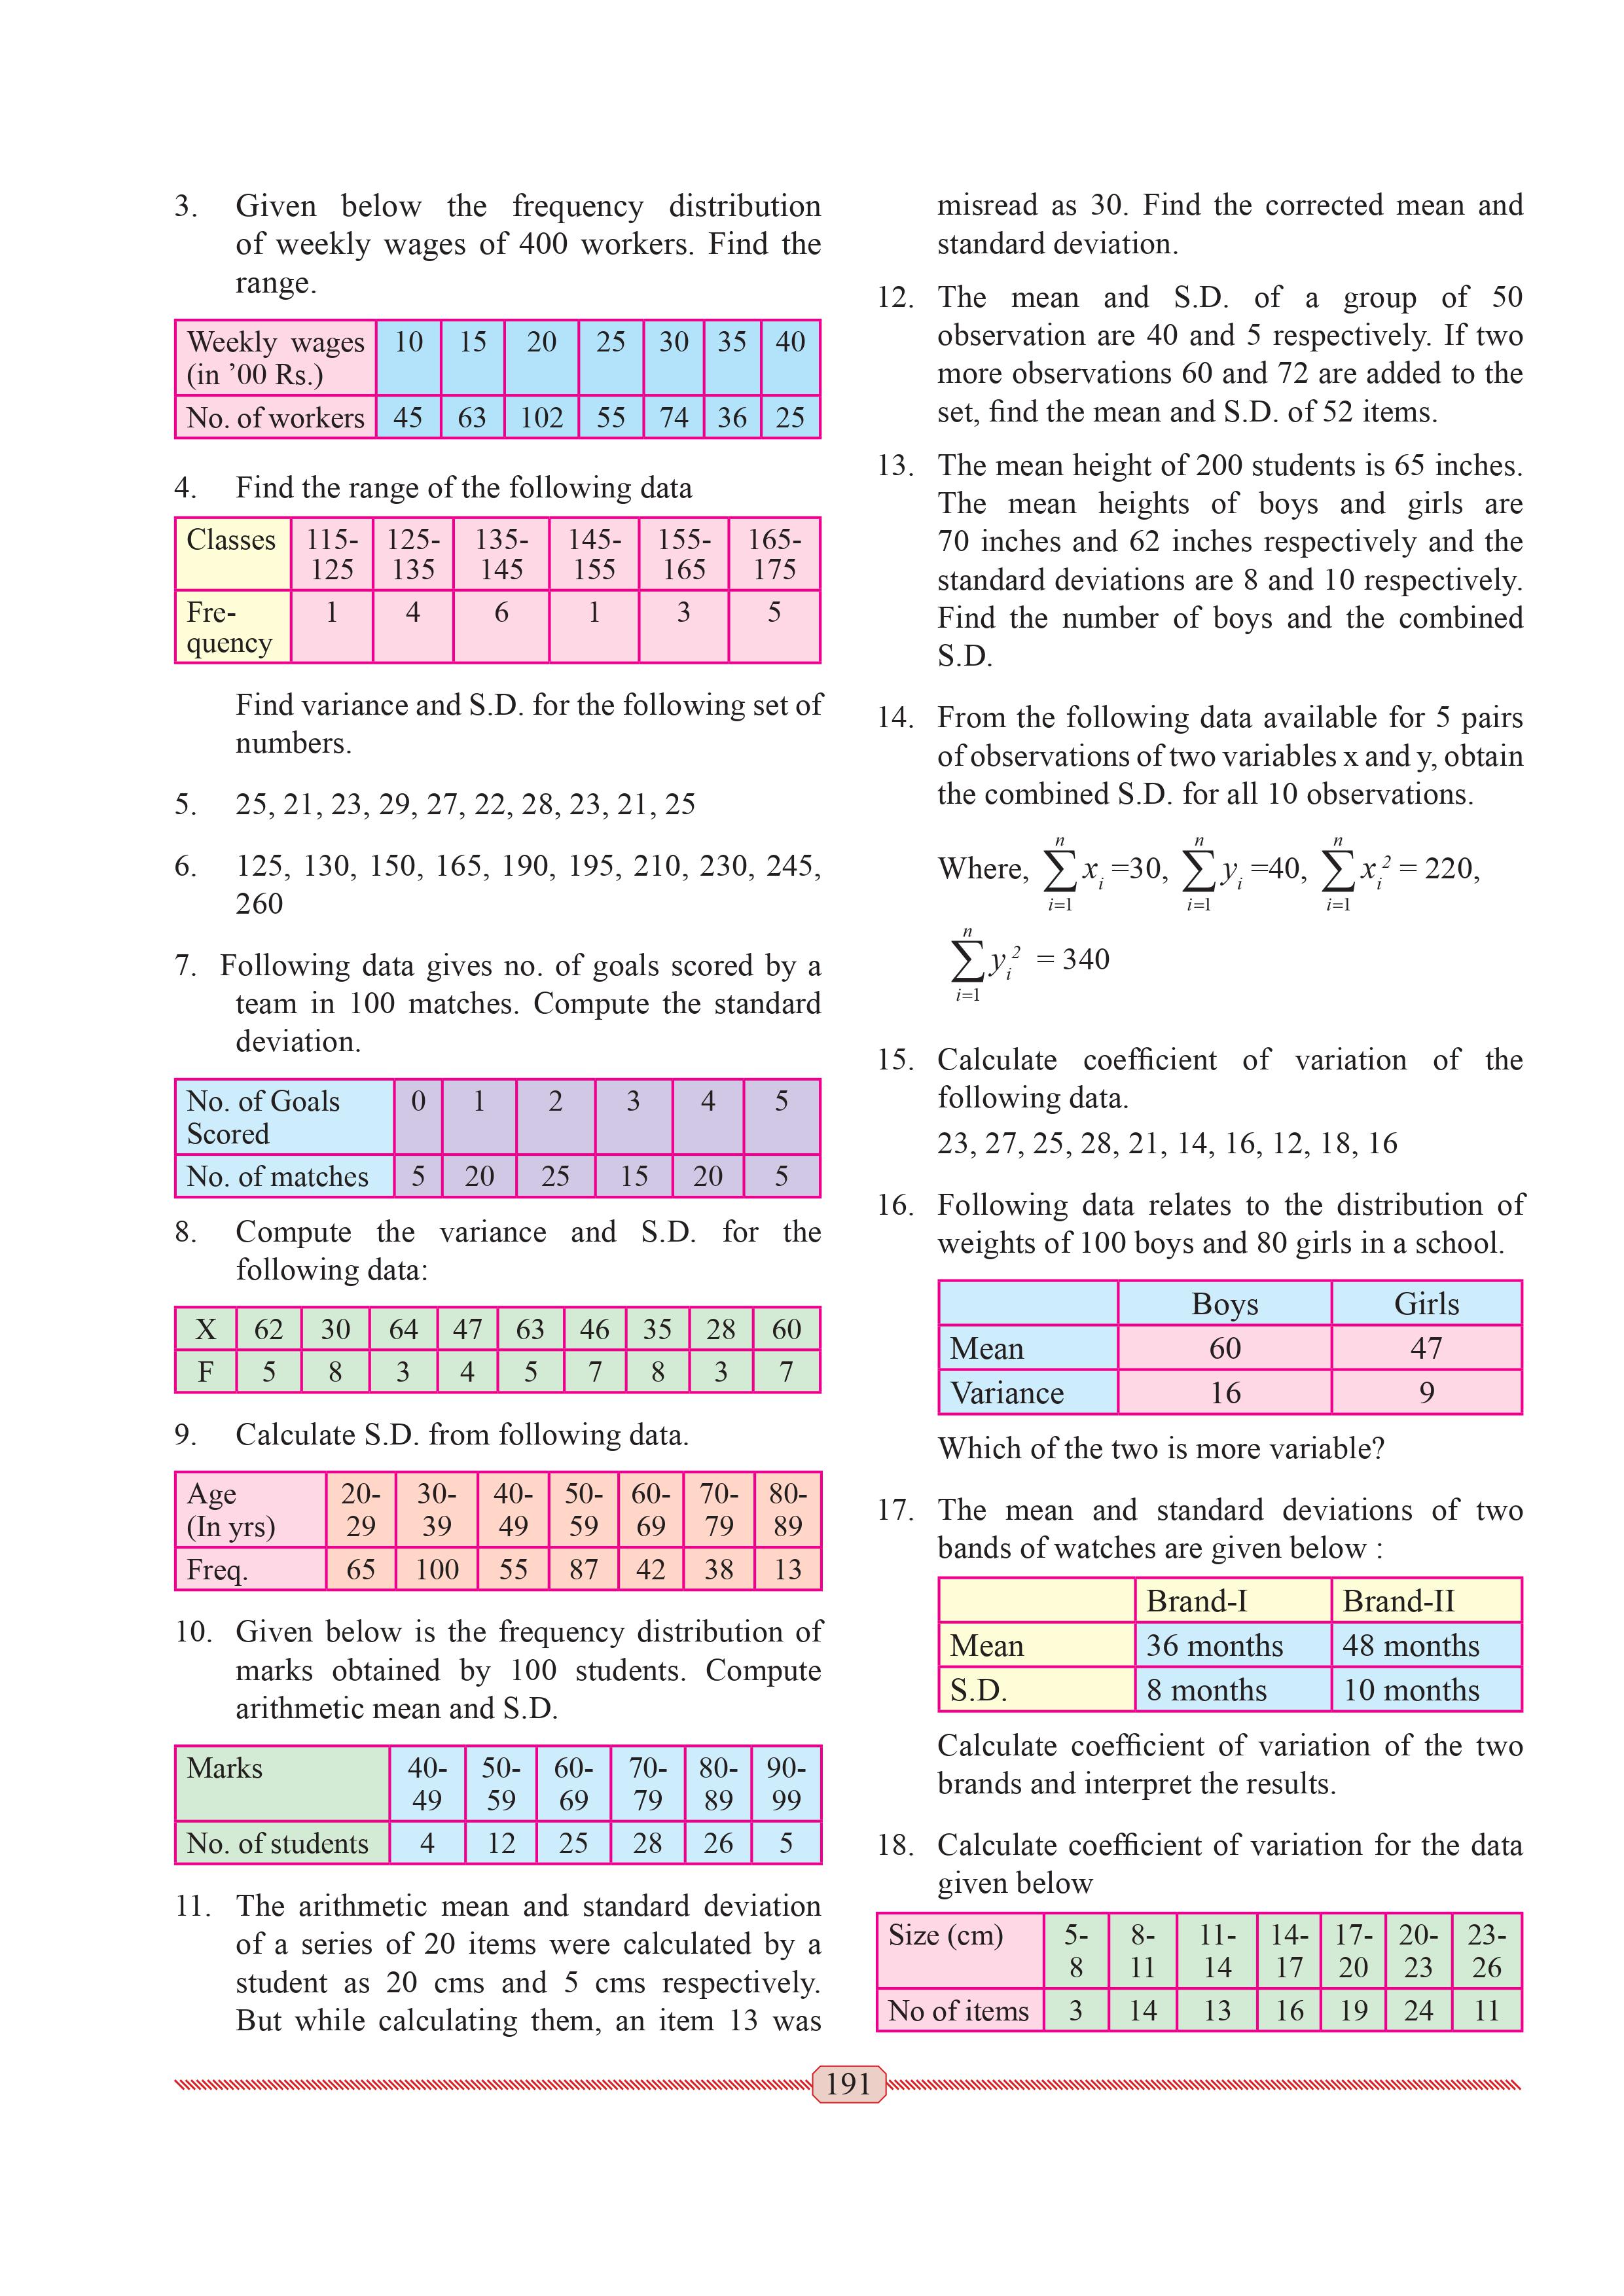 3. Given below the frequency distribution
of weekly wages of 400 workers. Find the
range.
Weekly wages (in ’00 Rs.) 10 15 20 25 30 35 40
No. of workers 45 63 102 55 74 36 25
4. Find the range of the following data
Classes 115-125 125-135 135-145 145-155 155-165 165-175
Fre-quency 1 4 6 1 3 5
Find variance and S.D. for the following set of
numbers.
5. 25, 21, 23, 29, 27, 22, 28, 23, 21, 25
6. 125, 130, 150, 165, 190, 195, 210, 230, 245,
260
7. Following data gives no. of goals scored by a
team in 100 matches. Compute the standard
deviation.
No. of Goals Scored 0 1 2 3 4 5
No. of matches 5 20 25 15 20 5
8. Compute the variance and S.D. for the
following data:
X 62 30 64 47 63 46 35 28 60
F 5 8 3 4 5 7 8 3 7
9. Calculate S.D. from following data.
Age (In yrs) 20-29 30-39 40-49 50-59 60-69 70-79 80-89
Freq. 65 100 55 87 42 38 13
10. Given below is the frequency distribution of
marks obtained by 100 students. Compute
arithmetic mean and S.D.
Marks 40-49 50-59 60-69 70-79 80-89 90-99
No. of students 4 12 25 28 26 5
11. The arithmetic mean and standard deviation
of a series of 20 items were calculated by a
student as 20 cms and 5 cms respectively.
But while calculating them, an item 13 was
misread as 30. Find the corrected mean and
standard deviation.
12. The mean and S.D. of a group of 50
observation are 40 and 5 respectively. If two
more observations 60 and 72 are added to the
set, find the mean and S.D. of 52 items.
13. The mean height of 200 students is 65 inches.
The mean heights of boys and girls are
70 inches and 62 inches respectively and the
standard deviations are 8 and 10 respectively.
Find the number of boys and the combined
S.D.
14. From the following data available for 5 pairs
of observations of two variables x and y, obtain
the combined S.D. for all 10 observations.
Where, $\sum_{i=1}^{n} x_i$ =30, $\sum_{i=1}^{n} y_i$ =40, $\sum_{i=1}^{n} x_i^2$ = 220,
$\sum_{i=1}^{n} y_i^2$ = 340
15. Calculate coefficient of variation of the
following data.
23, 27, 25, 28, 21, 14, 16, 12, 18, 16
16. Following data relates to the distribution of
weights of 100 boys and 80 girls in a school.
Boys Girls
Mean 60 47
Variance 16 9
Which of the two is more variable?
17. The mean and standard deviations of two
bands of watches are given below :
Brand-I Brand-II
Mean 36 months 48 months
S.D. 8 months 10 months
Calculate coefficient of variation of the two
brands and interpret the results.
18. Calculate coefficient of variation for the data
given below
Size (cm) 5-8 8-11 11-14 14-17 17-20 20-23 23-26
No of items 3 14 13 16 19 24 11
191